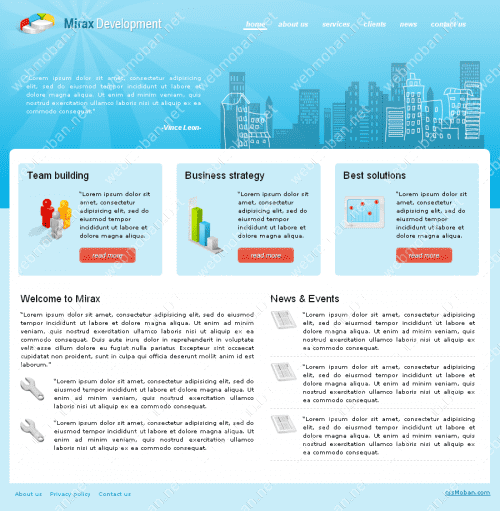 Mirax Development
home about us services clients news contact us
"Lorem ipsum dolor sit amet, consectetur adipisicing elit, sed do eiusmod tempor incididunt ut labore et dolore magna aliqua. Ut enim ad minim veniam, quis nostrud exercitation ullamco laboris nisi ut aliquip ex ea commodo consequat."
-Vince Leon-
Team building
"Lorem ipsum dolor sit amet, consectetur adipisicing elit, sed do eiusmod tempor incididunt ut labore et dolore magna aliqua.
read more
Business strategy
"Lorem ipsum dolor sit amet, consectetur adipisicing elit, sed do eiusmod tempor incididunt ut labore et dolore magna aliqua.
read more
Best solutions
"Lorem ipsum dolor sit amet, consectetur adipisicing elit, sed do eiusmod tempor incididunt ut labore et dolore magna aliqua.
read more
Welcome to Mirax
"Lorem ipsum dolor sit amet, consectetur adipisicing elit, sed do
eiusmod tempor incididunt ut labore et dolore magna aliqua. Ut enim ad minim
veniam, quis nostrud exercitation ullamco laboris nisi ut aliquip ex ea
commodo consequat. Duis aute irure dolor in reprehenderit in voluptate
velit esse cillum dolore eu fugiat nulla pariatur. Excepteur sint occaecat
cupidatat non proident, sunt in culpa qui officia deserunt mollit anim id est
laborum."
"Lorem ipsum dolor sit amet, consectetur adipisicing elit, sed do
eiusmod tempor incididunt ut labore et dolore magna aliqua. Ut
enim ad minim veniam, quis nostrud exercitation ullamco
laboris nisi ut aliquip ex ea commodo consequat.
"Lorem ipsum dolor sit amet, consectetur adipisicing elit, sed do
eiusmod tempor incididunt ut labore et dolore magna aliqua. Ut
enim ad minim veniam, quis nostrud exercitation ullamco
laboris nisi ut aliquip ex ea commodo consequat.
News & Events
"Lorem ipsum dolor sit amet, consectetur adipisicing elit, sed do
eiusmod tempor incididunt ut labore et dolore magna aliqua. Ut
enim ad minim veniam, quis nostrud exercitation ullamco
laboris nisi ut aliquip ex ea commodo consequat.
"Lorem ipsum dolor sit amet, consectetur adipisicing elit, sed do
eiusmod tempor incididunt ut labore et dolore magna aliqua. Ut
enim ad minim veniam, quis nostrud exercitation ullamco
laboris nisi ut aliquip ex ea commodo consequat.
"Lorem ipsum dolor sit amet, consectetur adipisicing elit, sed do
eiusmod tempor incididunt ut labore et dolore magna aliqua. Ut
enim ad minim veniam, quis nostrud exercitation ullamco
laboris nisi ut aliquip ex ea commodo consequat.
About us Privacy policy Contact us
cssMoban.com